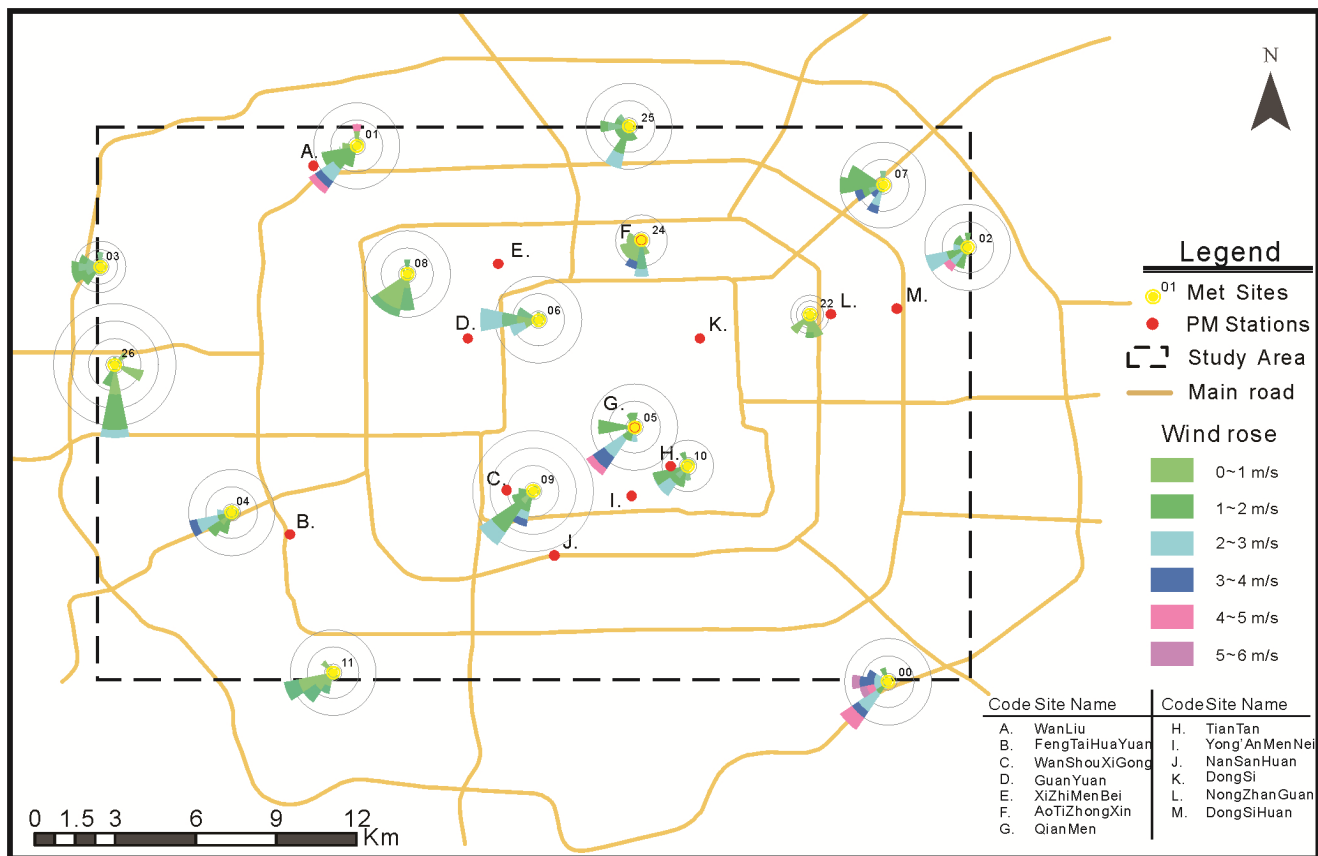 N
25
01
A.
07
02
F.
24
03
E.
08
06
22
L.
M.
D.
K.
26
G.
05
H.
10
C.
09
I.
04
B.
J.
11
00
Legend
01 Met Sites
PM Stations
Study Area
Main road
Wind rose
0~1 m/s
1~2 m/s
2~3 m/s
3~4 m/s
4~5 m/s
5~6 m/s
Code Site Name Code Site Name
A. WanLiu H. TianTan
B. FengTaiHuaYuan I. Yong'AnMenNei
C. WanShouXiGong J. NanSanHuan
D. GuanYuan K. DongSi
E. XiZhiMenBei L. NongZhanGuan
F. AoTiZhongXin M. DongSiHuan
G. QianMen
0 1.5 3 6 9 12
Km